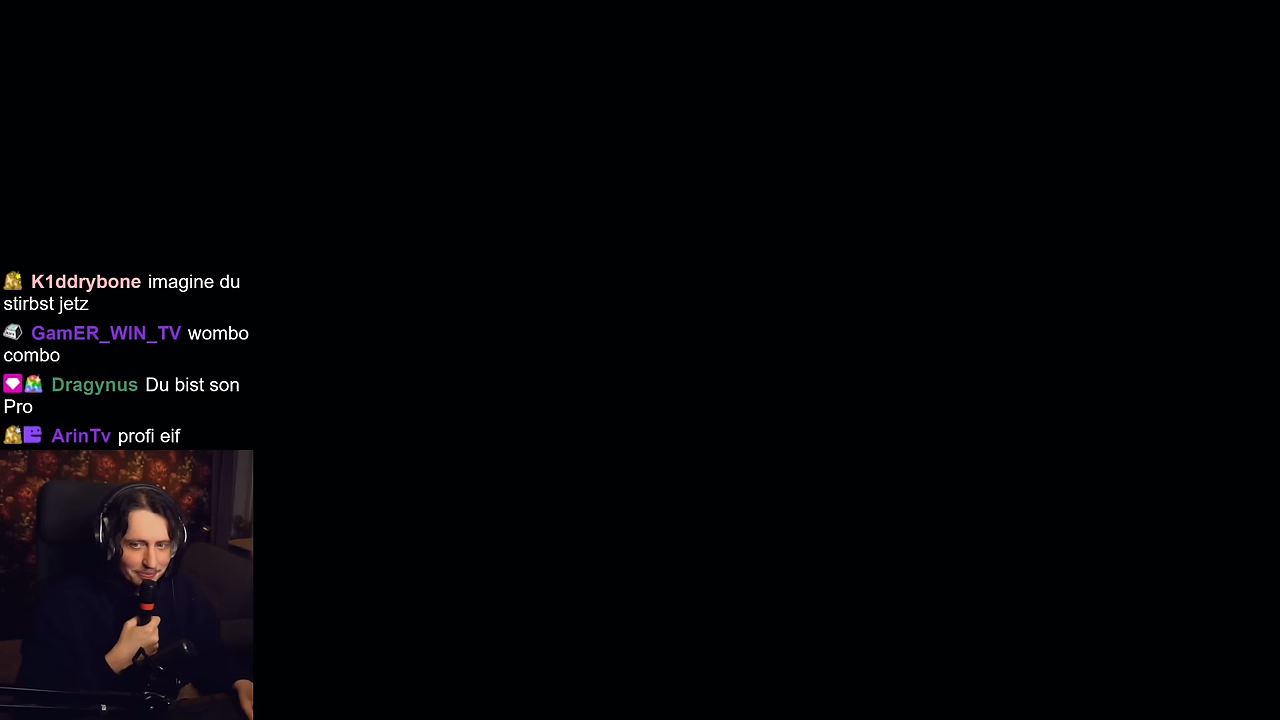 K1ddrybone imagine du
stirbst jetz
GamER_WIN_TV wombo
combo
Dragynus Du bist son
Pro
ArinTv profi eif